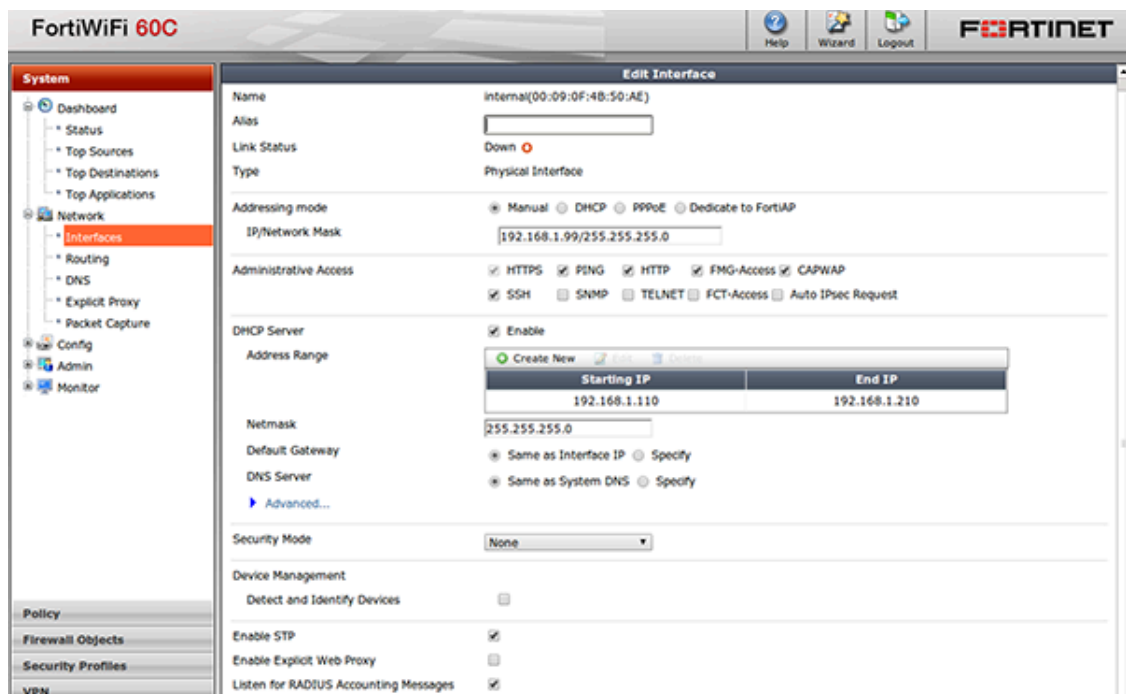 FortiWiFi 60C
Help
Wizard
Logout
FORTINET
System
Dashboard
Status
Top Sources
Top Destinations
Top Applications
Network
Interfaces
Routing
DNS
Explicit Proxy
Packet Capture
Config
Admin
Monitor
Policy
Firewall Objects
Security Profiles
VPN
Edit Interface
Name internal(00:09:0F:4B:50:AE)
Alias
Link Status Down
Type Physical Interface
Addressing mode Manual DHCP PPPoE Dedicate to FortiAP
IP/Network Mask 192.168.1.99/255.255.255.0
Administrative Access HTTPS PING HTTP FMG-Access CAPWAP
SSH SNMP TELNET FCT-Access Auto IPsec Request
DHCP Server Enable
Address Range Create New Edit Delete
Starting IP End IP
192.168.1.110 192.168.1.210
Netmask 255.255.255.0
Default Gateway Same as Interface IP Specify
DNS Server Same as System DNS Specify
Advanced...
Security Mode None
Device Management
Detect and Identify Devices
Enable STP
Enable Explicit Web Proxy
Listen for RADIUS Accounting Messages